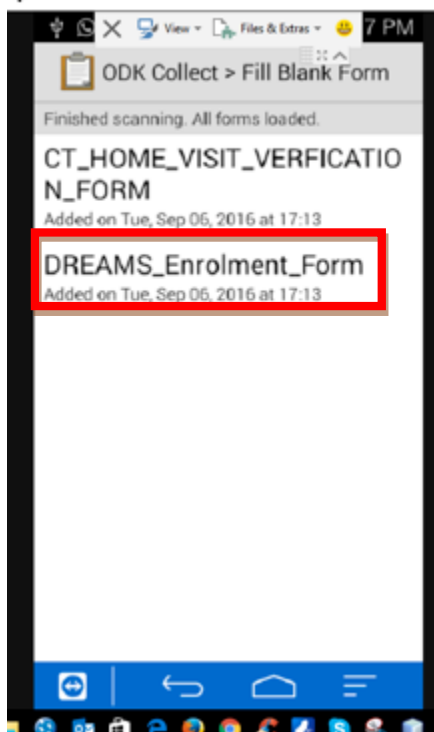 View Files & Extras 7 PM
ODK Collect > Fill Blank Form
Finished scanning. All forms loaded.
CT_HOME_VISIT_VERFICATIO
N_FORM
Added on Tue, Sep 06, 2016 at 17:13
DREAMS_Enrolment_Form
Added on Tue, Sep 06, 2016 at 17:13